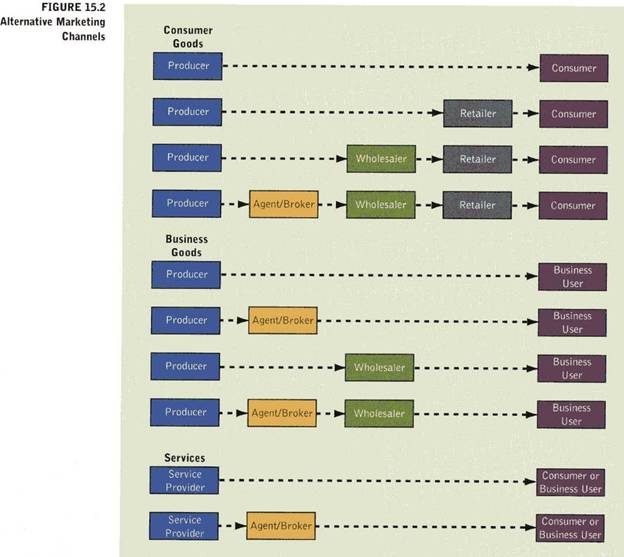 FIGURE 15.2
Alternative Marketing
Channels
Consumer
Goods
Producer
Consumer
Producer
Retailer
Consumer
Producer
Wholesaler
Retailer
Consumer
Producer
Agent/Broker
Wholesaler
Retailer
Consumer
Business
Goods
Producer
Business
User
Producer
Agent/Broker
Business
User
Producer
Wholesaler
Business
User
Producer
Agent/Broker
Wholesaler
Business
User
Services
Service
Provider
Consumer or
Business User
Service
Provider
Agent/Broker
Consumer or
Business User